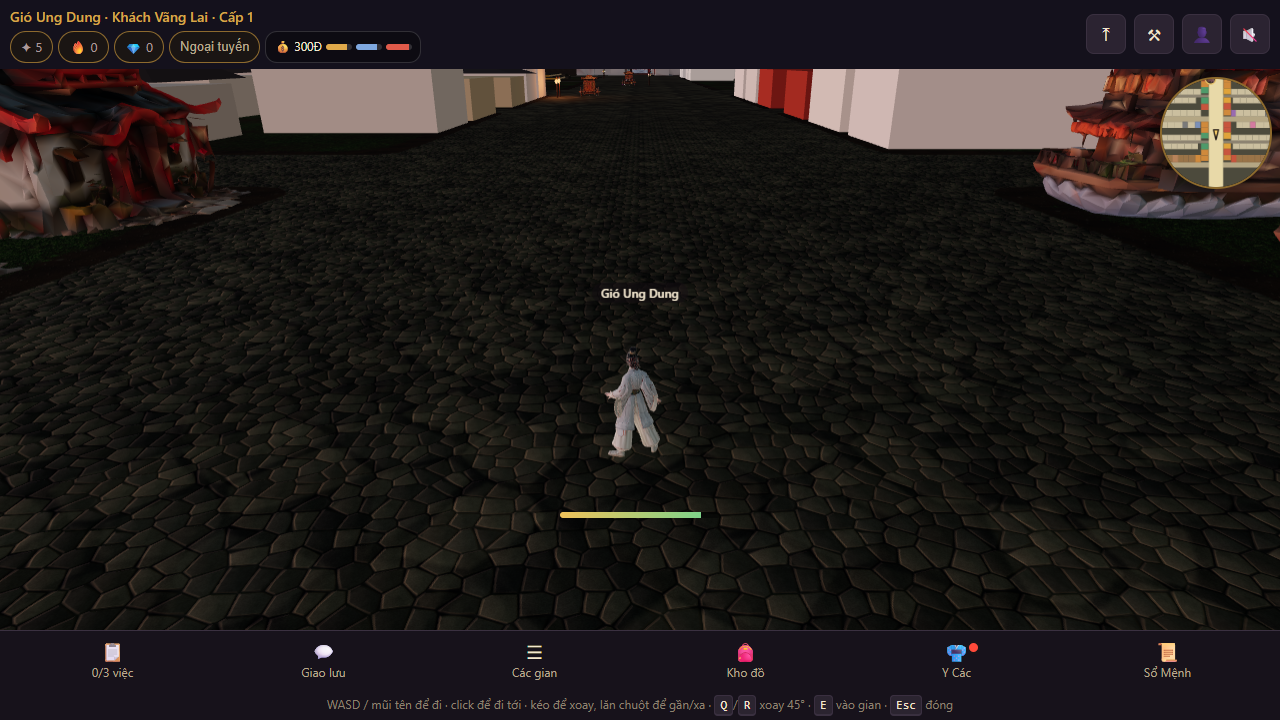 Gió Ung Dung · Khách Vãng Lai · Cấp 1
✦ 5 0 0 Ngoại tuyến 300Đ
Gió Ung Dung
0/3 việc
Giao lưu
Các gian
Kho đồ
Y Các
Sổ Mệnh
WASD / mũi tên để đi · click để đi tới · kéo để xoay, lăn chuột để gần/xa · Q / R xoay 45° · E vào gian · Esc đóng